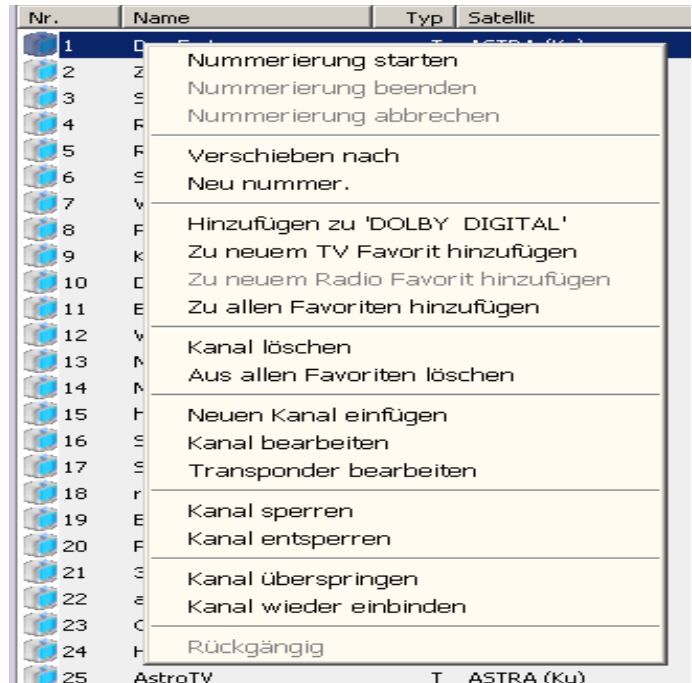 Nr. Name Typ Satellit
1
Nummerierung starten
2
Nummerierung beenden
3
Nummerierung abbrechen
4
5
Verschieben nach
6
Neu nummer.
7
8
Hinzufügen zu 'DOLBY DIGITAL'
9
Zu neuem TV Favorit hinzufügen
10
Zu neuem Radio Favorit hinzufügen
11
Zu allen Favoriten hinzufügen
12
Kanal löschen
13
Aus allen Favoriten löschen
14
15
Neuen Kanal einfügen
16
Kanal bearbeiten
17
Transponder bearbeiten
18
Kanal sperren
19
Kanal entsperren
20
21
Kanal überspringen
22
Kanal wieder einbinden
23
24
Rückgängig
25 AstroTV T ASTRA (Ku)